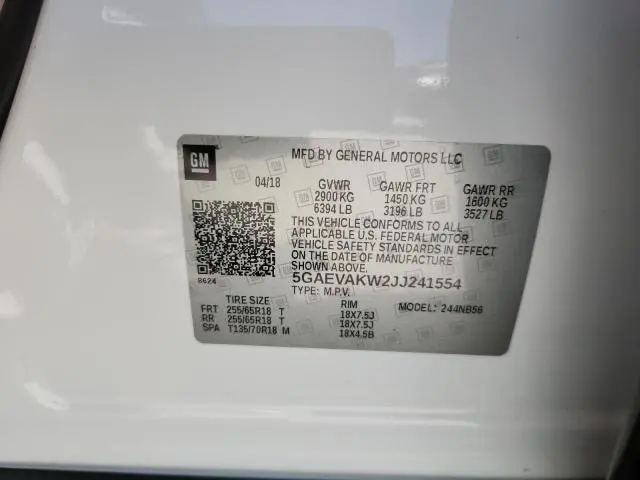 GM
MFD BY GENERAL MOTORS LLC
04/18 GVWR GAWR FRT GAWR RR
2900 KG 1450 KG 1600 KG
6394 LB 3196 LB 3527 LB
THIS VEHICLE CONFORMS TO ALL
APPLICABLE U.S. FEDERAL MOTOR
VEHICLE SAFETY STANDARDS IN EFFECT
ON THE DATE OF MANUFACTURE
SHOWN ABOVE.
8624
5GAEVAKW2JJ241554
TYPE: M.P.V.
TIRE SIZE RIM MODEL: 244NB56
FRT 255/65R18 T 18X7.5J
RR 255/65R18 T 18X7.5J
SPA T135/70R18 M 18X4.5B